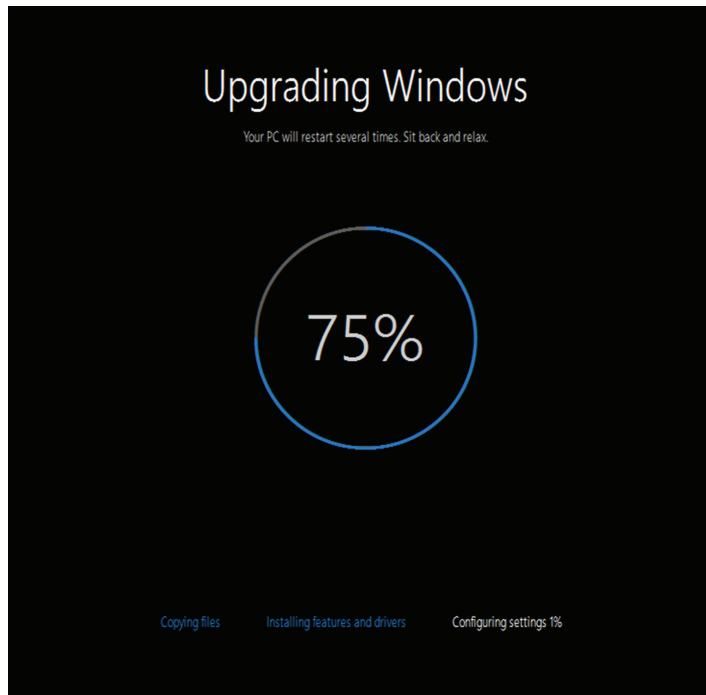 Upgrading Windows
Your PC will restart several times. Sit back and relax.
75%
Copying files Installing features and drivers Configuring settings 1%